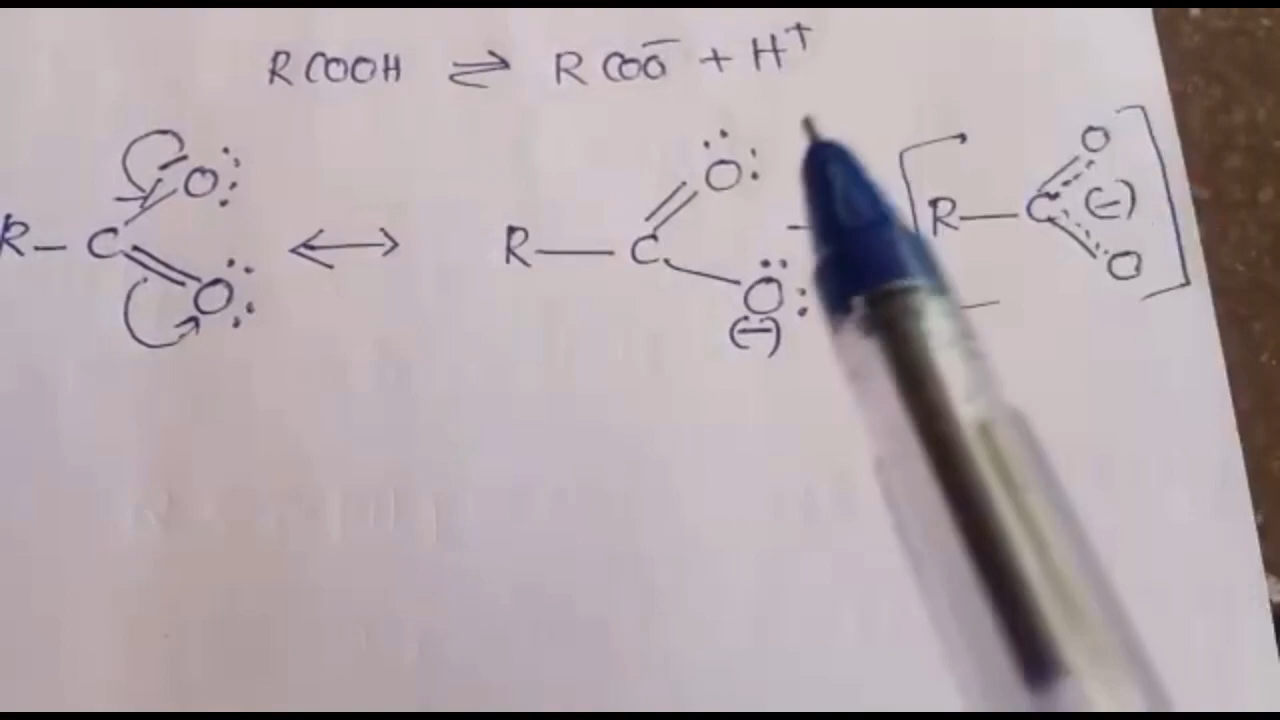 RCOOH ⇌ RCOO⁻ + H⁺
R–C O: O: ↔ R–C O: O: (–) [R–C O (–) O]